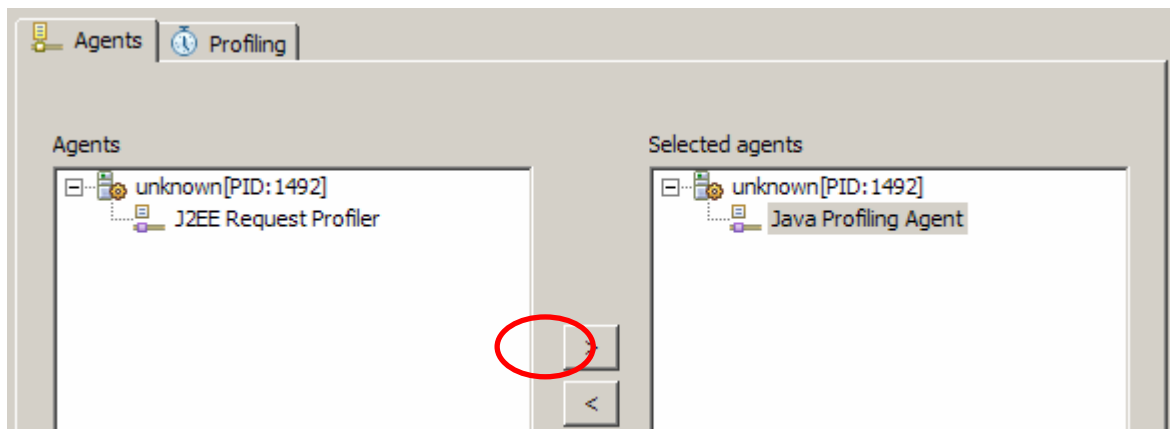 Agents
Profiling
Agents
unknown[PID:1492]
J2EE Request Profiler
>
<
Selected agents
unknown[PID:1492]
Java Profiling Agent